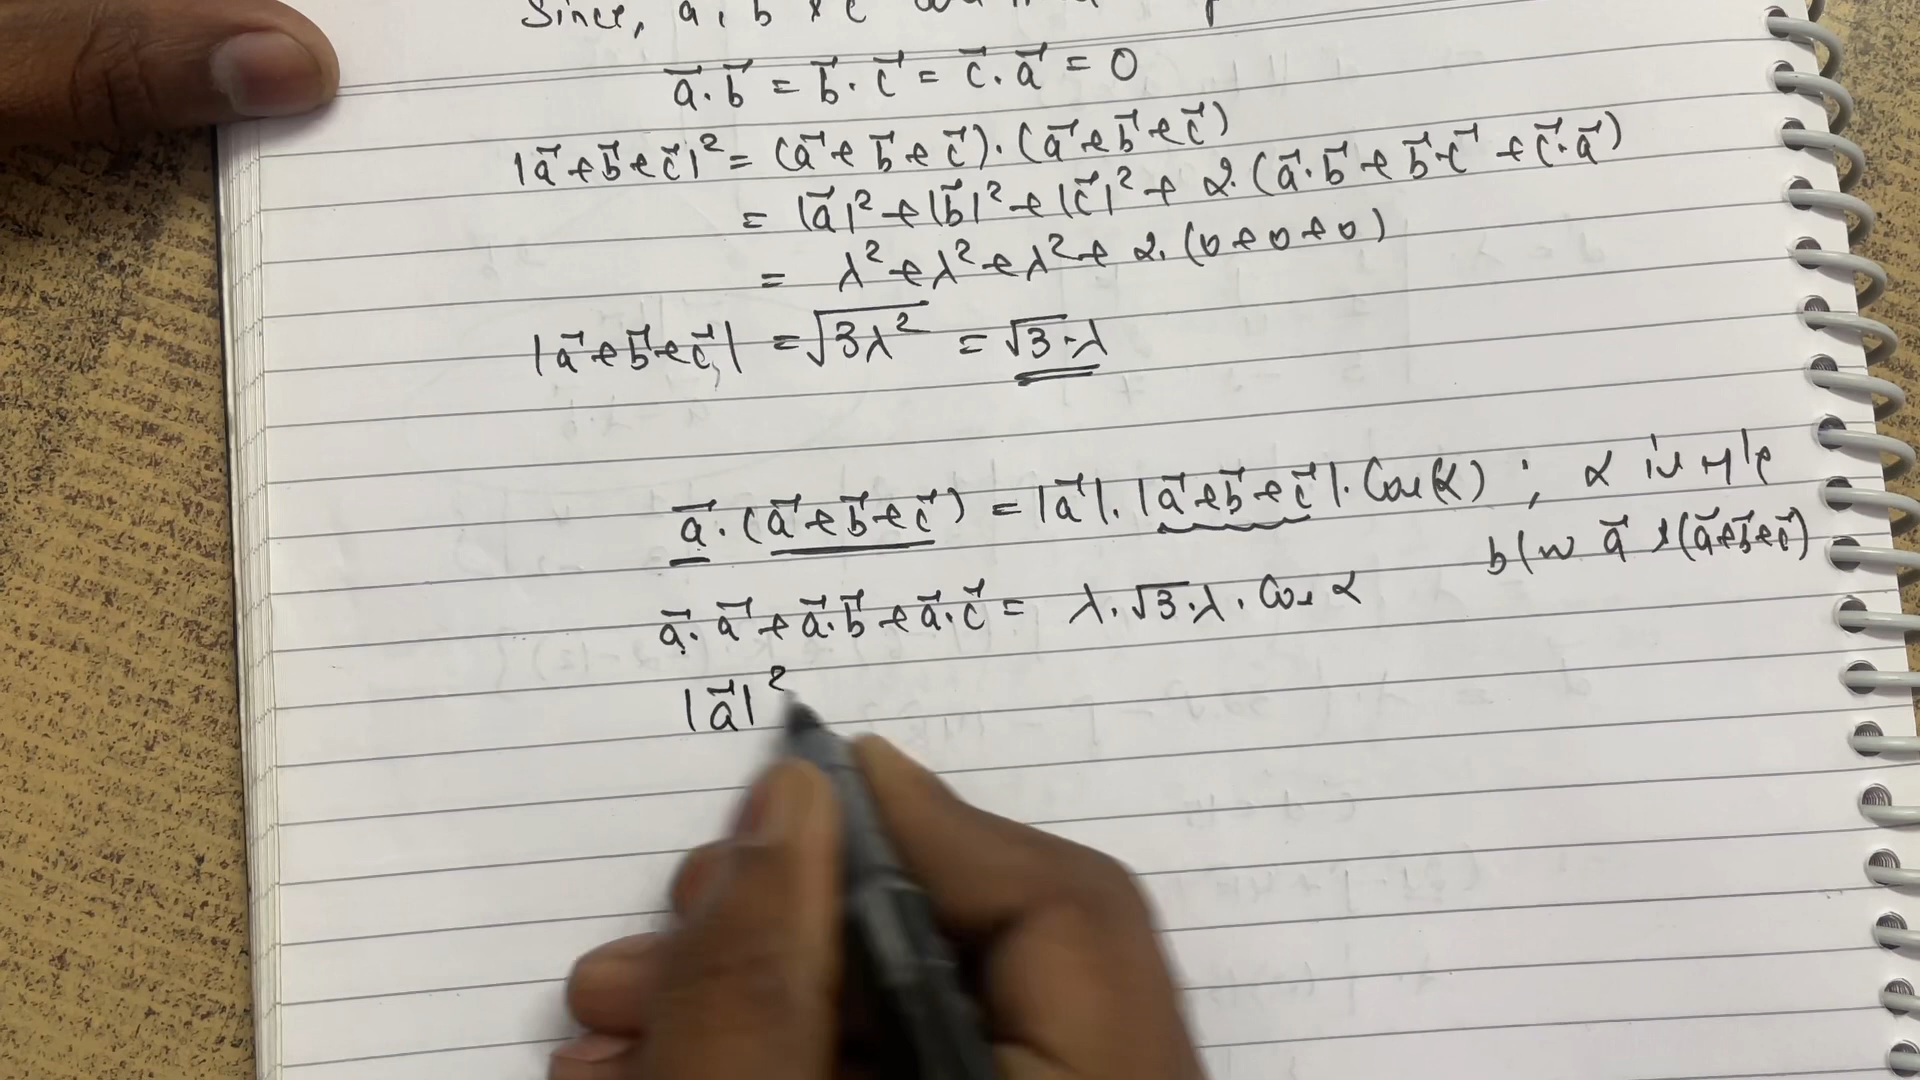 Since, a, b & c
a⃗ . b⃗ = b⃗ . c⃗ = c⃗ . a⃗ = 0
|a⃗ + b⃗ + c⃗|² = (a⃗ + b⃗ + c⃗) . (a⃗ + b⃗ + c⃗)
= |a⃗|² + |b⃗|² + |c⃗|² + 2. (a⃗ . b⃗ + b⃗ . c⃗ + c⃗ . a⃗)
= λ² + λ² + λ² + 2. (0 + 0 + 0)
|a⃗ + b⃗ + c⃗| = √3λ² = √3 . λ
a⃗ . (a⃗ + b⃗ + c⃗) = |a⃗| . |a⃗ + b⃗ + c⃗| . Cos(α) ; α is
b/w a⃗ & (a⃗ + b⃗ + c⃗)
a⃗ . a⃗ + a⃗ . b⃗ + a⃗ . c⃗ = λ . √3 . λ . Cos α
|a⃗|²